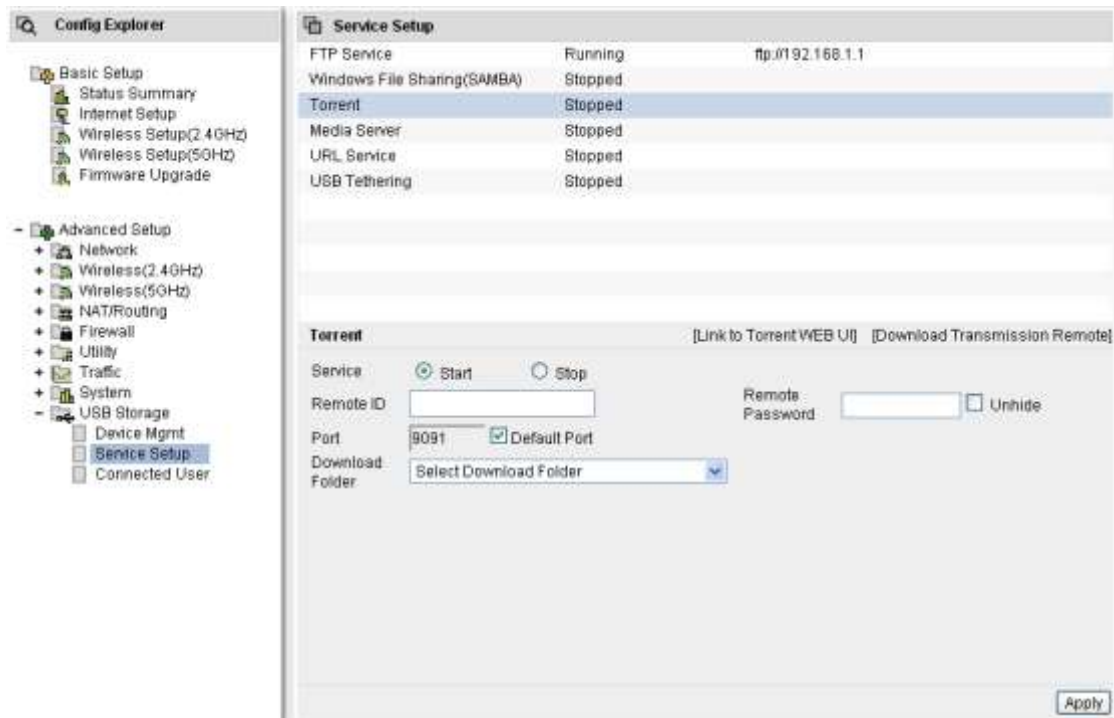 Config Explorer
Basic Setup
Status Summary
Internet Setup
Wireless Setup(2.4GHz)
Wireless Setup(5GHz)
Firmware Upgrade
- Advanced Setup
+ Network
+ Wireless(2.4GHz)
+ Wireless(5GHz)
+ NAT/Routing
+ Firewall
+ Utility
+ Traffic
+ System
- USB Storage
Device Mgmt
Service Setup
Connected User
Service Setup
FTP Service Running ftp://192.168.1.1
Windows File Sharing(SAMBA) Stopped
Torrent Stopped
Media Server Stopped
URL Service Stopped
USB Tethering Stopped
Torrent [Link to Torrent WEB UI] [Download Transmission Remote]
Service Start Stop
Remote ID Remote Password Unhide
Port 9091 Default Port
Download Folder Select Download Folder
Apply